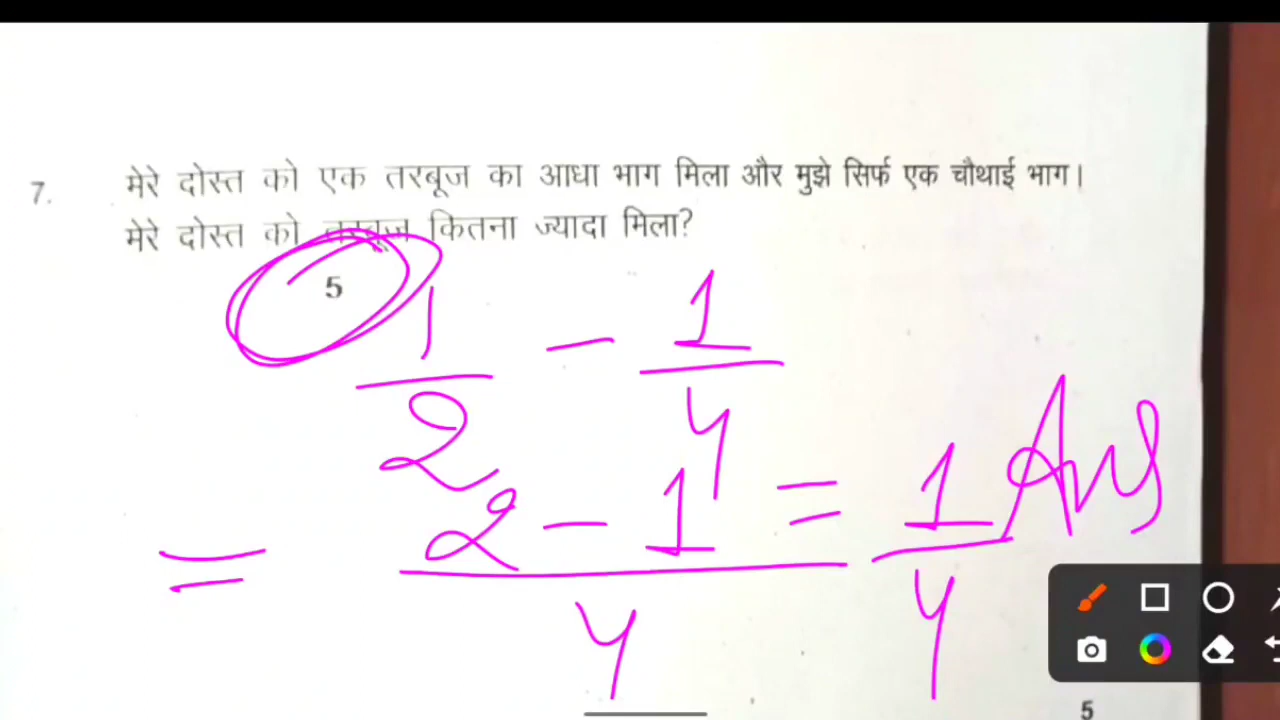 7. मेरे दोस्त को एक तरबूज का आधा भाग मिला और मुझे सिर्फ एक चौथाई भाग।
मेरे दोस्त को तरबूज कितना ज्यादा मिला?
5
1/2 - 1/4
= 2 - 1/4 = 1/4 Ans
5